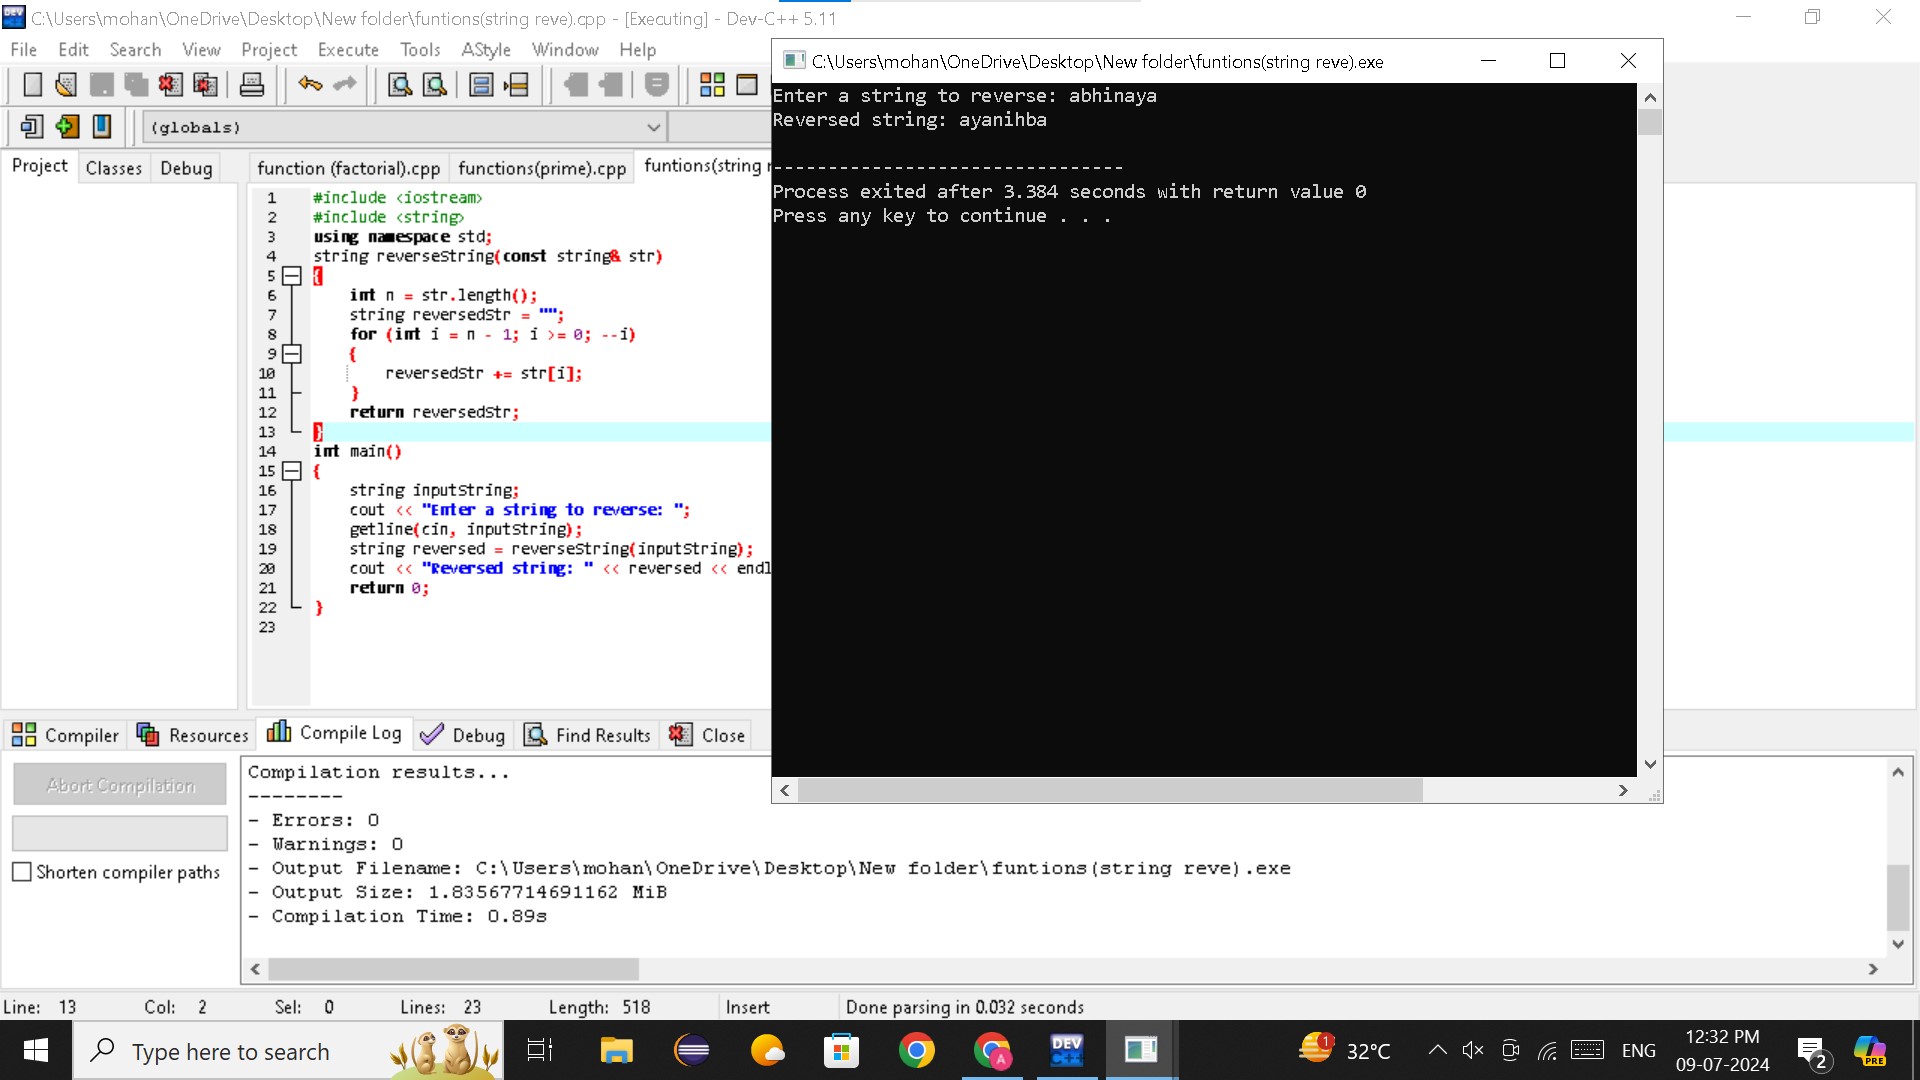 C:\Users\mohan\OneDrive\Desktop\New folder\funtions(string reve).cpp - [Executing] - Dev-C++ 5.11
File Edit Search View Project Execute Tools AStyle Window Help
(globals)
Project Classes Debug
function (factorial).cpp functions(prime).cpp funtions(string r
1 #include <iostream>
2 #include <string>
3 using namespace std;
4 string reverseString(const string& str)
5 {
6 int n = str.length();
7 string reversedStr = "";
8 for (int i = n - 1; i >= 0; --i)
9 {
10 reversedStr += str[i];
11 }
12 return reversedStr;
13 }
14 int main()
15 {
16 string inputString;
17 cout << "Enter a string to reverse: ";
18 getline(cin, inputString);
19 string reversed = reverseString(inputString);
20 cout << "Reversed string: " << reversed << endl
21 return 0;
22 }
23
C:\Users\mohan\OneDrive\Desktop\New folder\funtions(string reve).exe
Enter a string to reverse: abhinaya
Reversed string: ayanihba
--------------------------------
Process exited after 3.384 seconds with return value 0
Press any key to continue . . .
Compiler Resources Compile Log Debug Find Results Close
Abort Compilation
Shorten compiler paths
Compilation results...
--------
- Errors: 0
- Warnings: 0
- Output Filename: C:\Users\mohan\OneDrive\Desktop\New folder\funtions(string reve).exe
- Output Size: 1.83567714691162 MiB
- Compilation Time: 0.89s
Line: 13 Col: 2 Sel: 0 Lines: 23 Length: 518 Insert Done parsing in 0.032 seconds
Type here to search
A
DEV C++
1
32°C
ENG
12:32 PM
09-07-2024
2
PRE